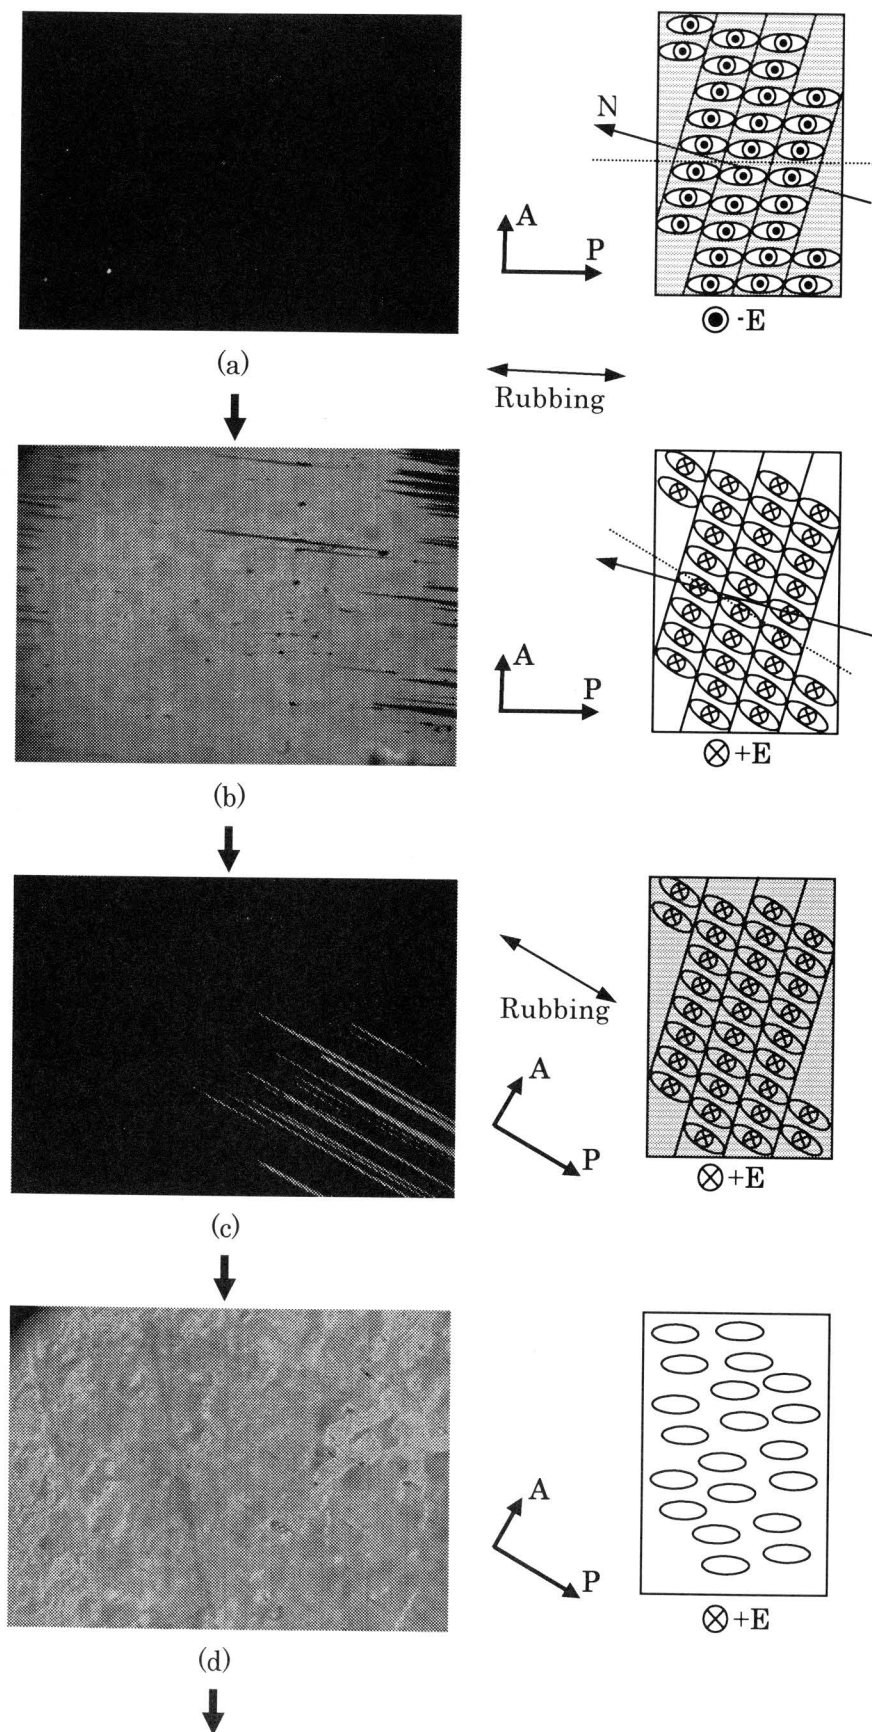 N
A
P
⊙ -E
(a)
Rubbing
A
P
⊗ +E
(b)
Rubbing
A
P
⊗ +E
(c)
A
P
⊗ +E
(d)